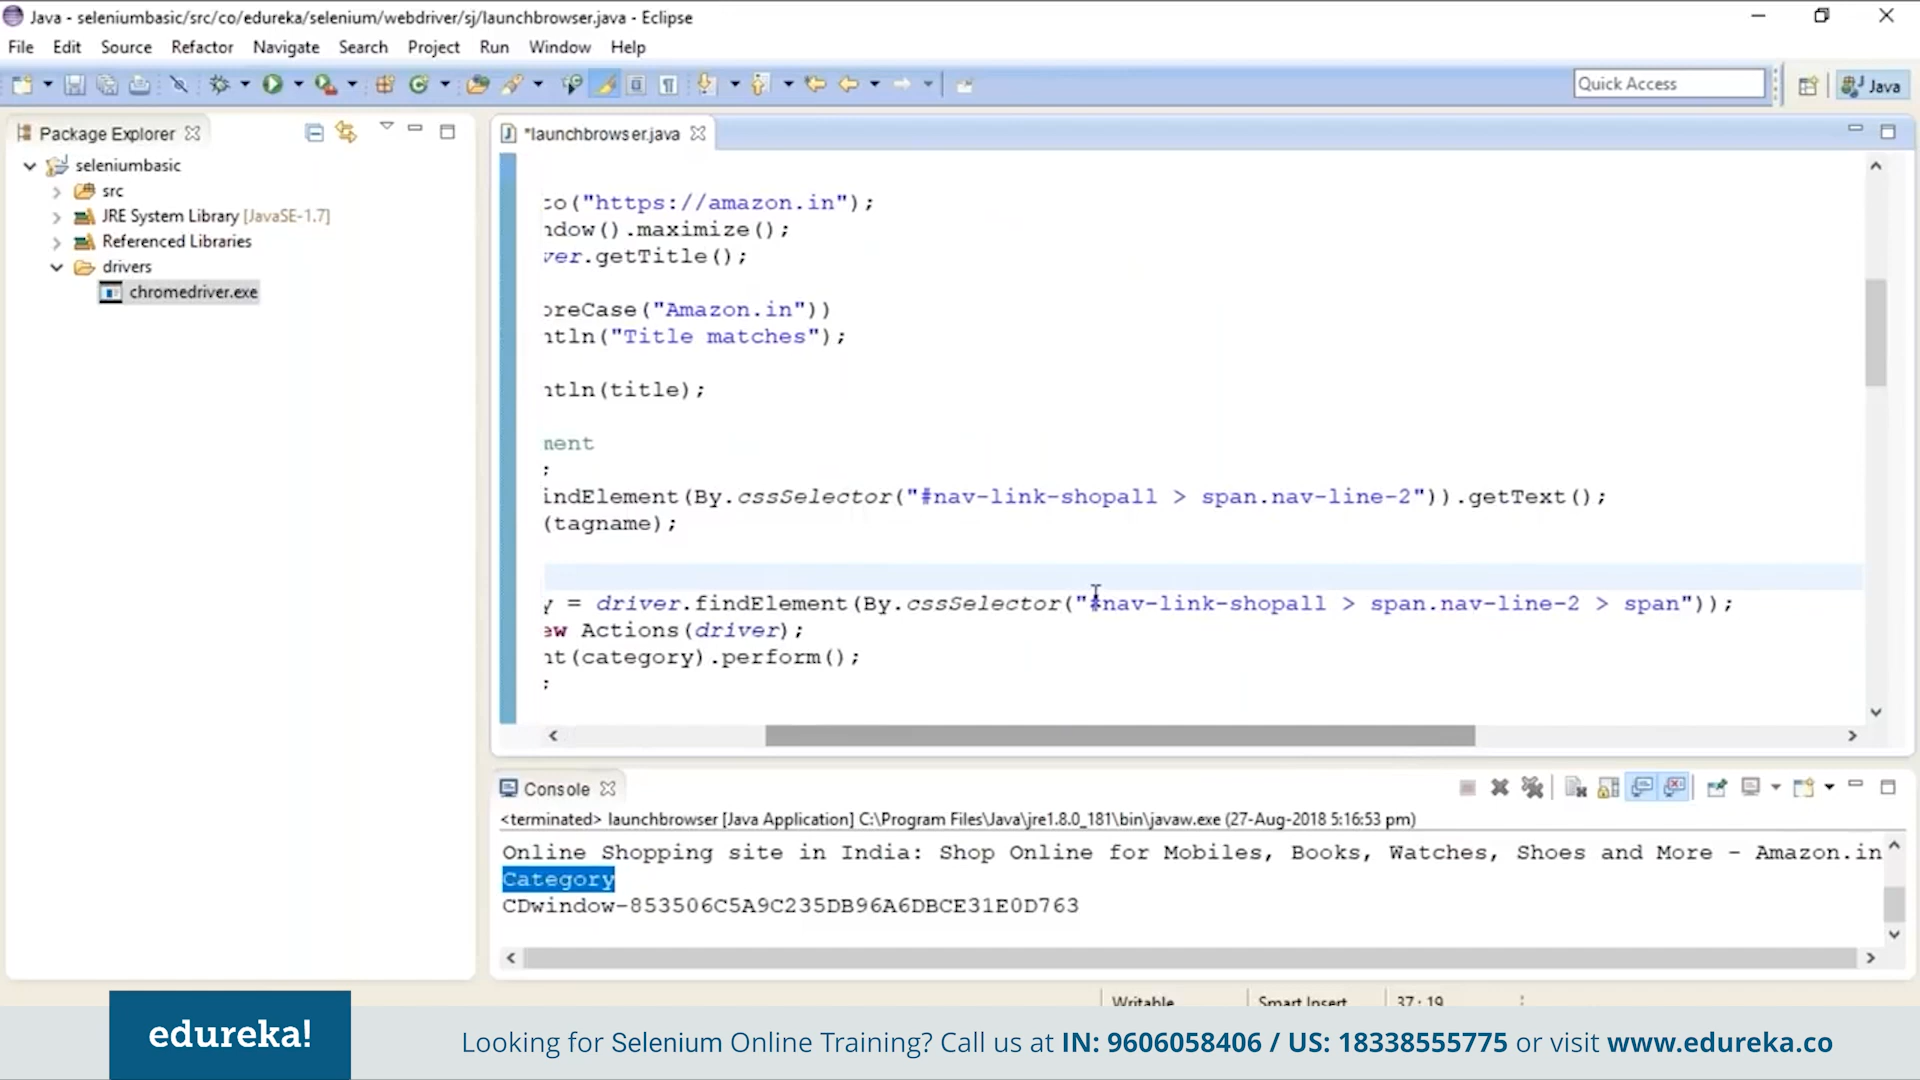 Java - seleniumbasic/src/co/edureka/selenium/webdriver/sj/launchbrowser.java - Eclipse
File Edit Source Refactor Navigate Search Project Run Window Help
Quick Access
Java
Package Explorer
seleniumbasic
src
JRE System Library [JavaSE-1.7]
Referenced Libraries
drivers
chromedriver.exe
*launchbrowser.java
to("https://amazon.in");
ndow().maximize();
ver.getTitle();
oreCase("Amazon.in"))
ntln("Title matches");
ntln(title);
ment
;
indElement(By.cssSelector("#nav-link-shopall > span.nav-line-2")).getText();
(tagname);
y = driver.findElement(By.cssSelector("#nav-link-shopall > span.nav-line-2 > span"));
ew Actions(driver);
nt(category).perform();
;
Console
<terminated> launchbrowser [Java Application] C:\Program Files\Java\jre1.8.0_181\bin\javaw.exe (27-Aug-2018 5:16:53 pm)
Online Shopping site in India: Shop Online for Mobiles, Books, Watches, Shoes and More - Amazon.in
Category
CDwindow-853506C5A9C235DB96A6DBCE31E0D763
Writable Smart Insert 37 : 19
edureka!
Looking for Selenium Online Training? Call us at IN: 9606058406 / US: 18338555775 or visit www.edureka.co